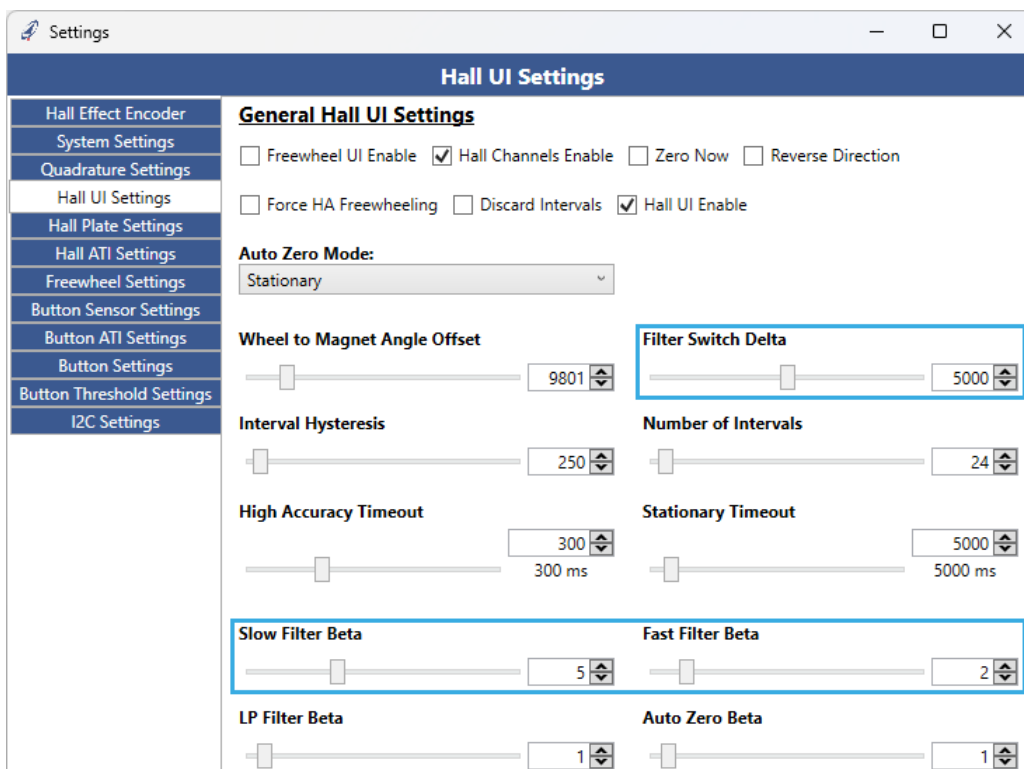 Settings
Hall UI Settings
Hall Effect Encoder
System Settings
Quadrature Settings
Hall UI Settings
Hall Plate Settings
Hall ATI Settings
Freewheel Settings
Button Sensor Settings
Button ATI Settings
Button Settings
Button Threshold Settings
I2C Settings
General Hall UI Settings
Freewheel UI Enable Hall Channels Enable Zero Now Reverse Direction
Force HA Freewheeling Discard Intervals Hall UI Enable
Auto Zero Mode:
Stationary
Wheel to Magnet Angle Offset Filter Switch Delta
9801 5000
Interval Hysteresis Number of Intervals
250 24
High Accuracy Timeout Stationary Timeout
300 5000
300 ms 5000 ms
Slow Filter Beta Fast Filter Beta
5 2
LP Filter Beta Auto Zero Beta
1 1